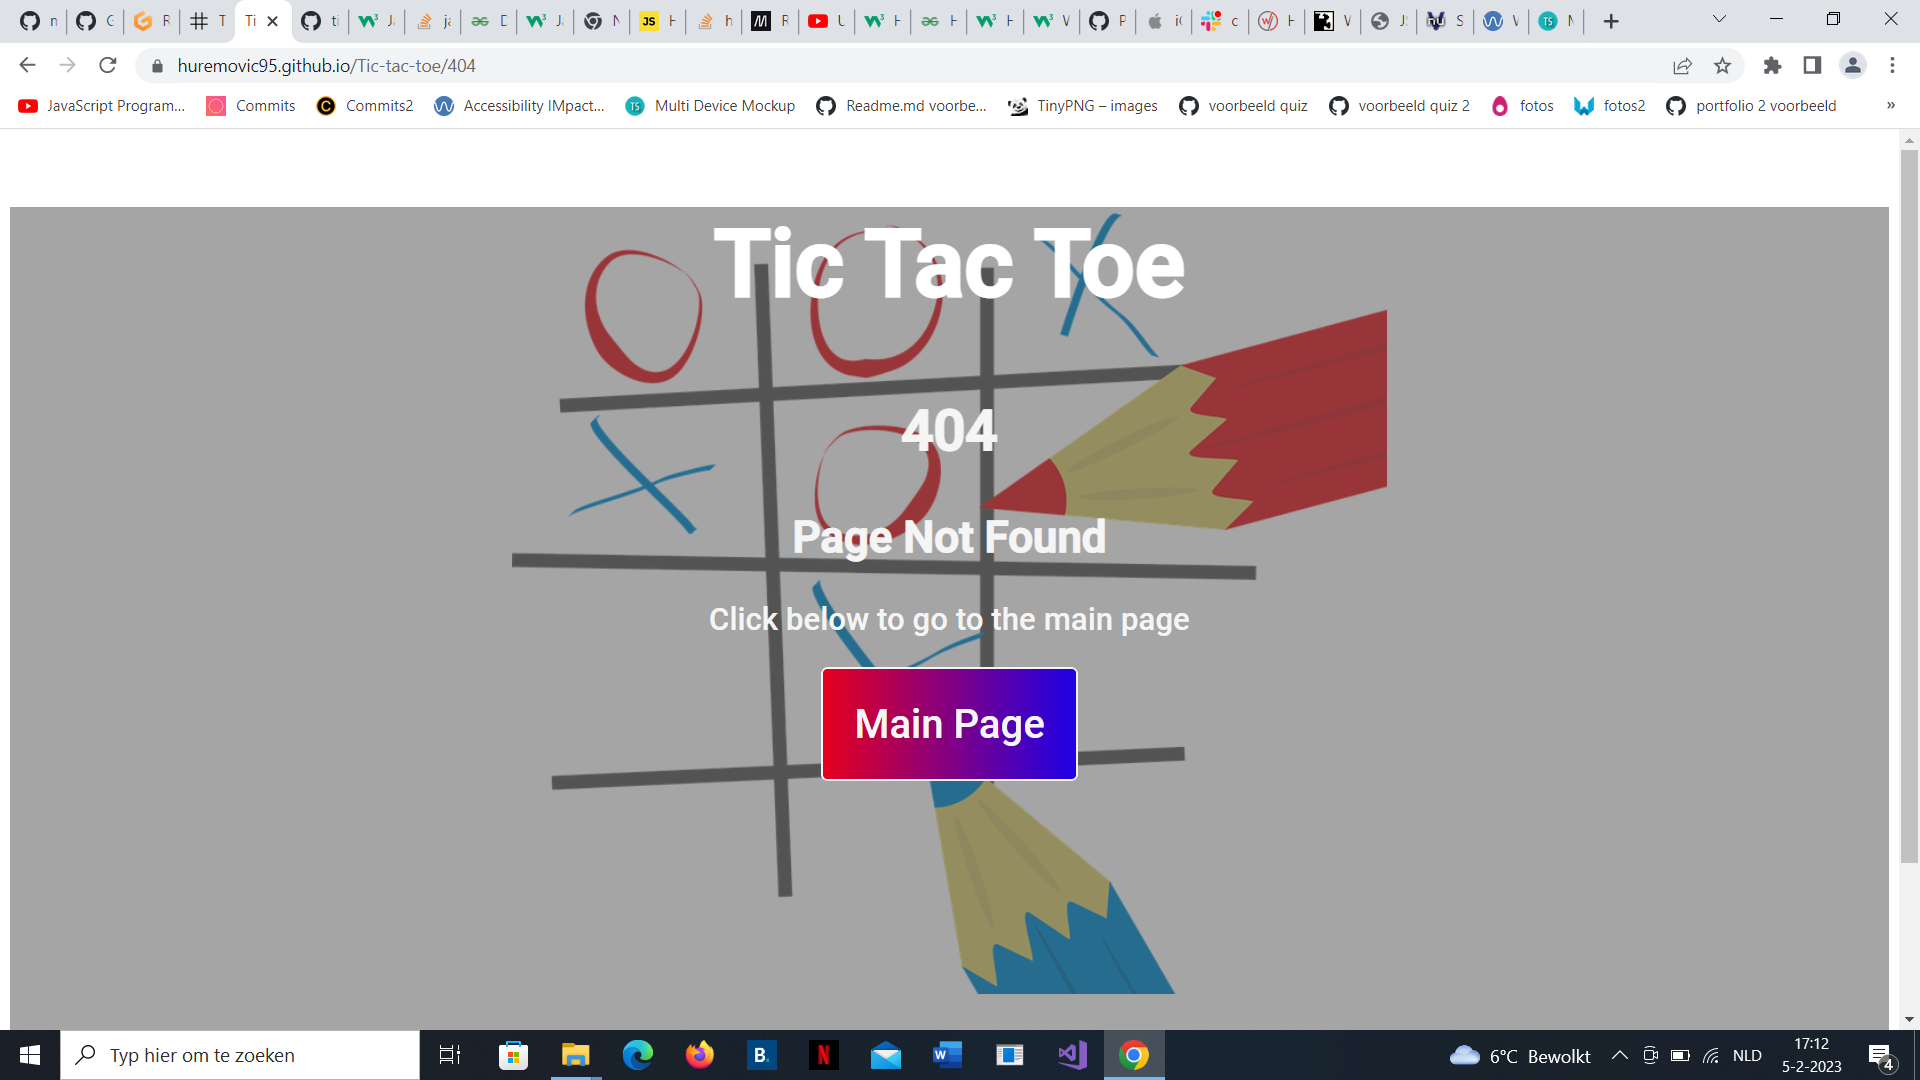 Ti
huremovic95.github.io/Tic-tac-toe/404
JavaScript Program... Commits Commits2 Accessibility IMpact... Multi Device Mockup Readme.md voorbe... TinyPNG – images voorbeeld quiz voorbeeld quiz 2 fotos fotos2 portfolio 2 voorbeeld »
Tic Tac Toe
404
Page Not Found
Click below to go to the main page
Main Page
Typ hier om te zoeken
6°C Bewolkt
NLD
17:12
5-2-2023
4